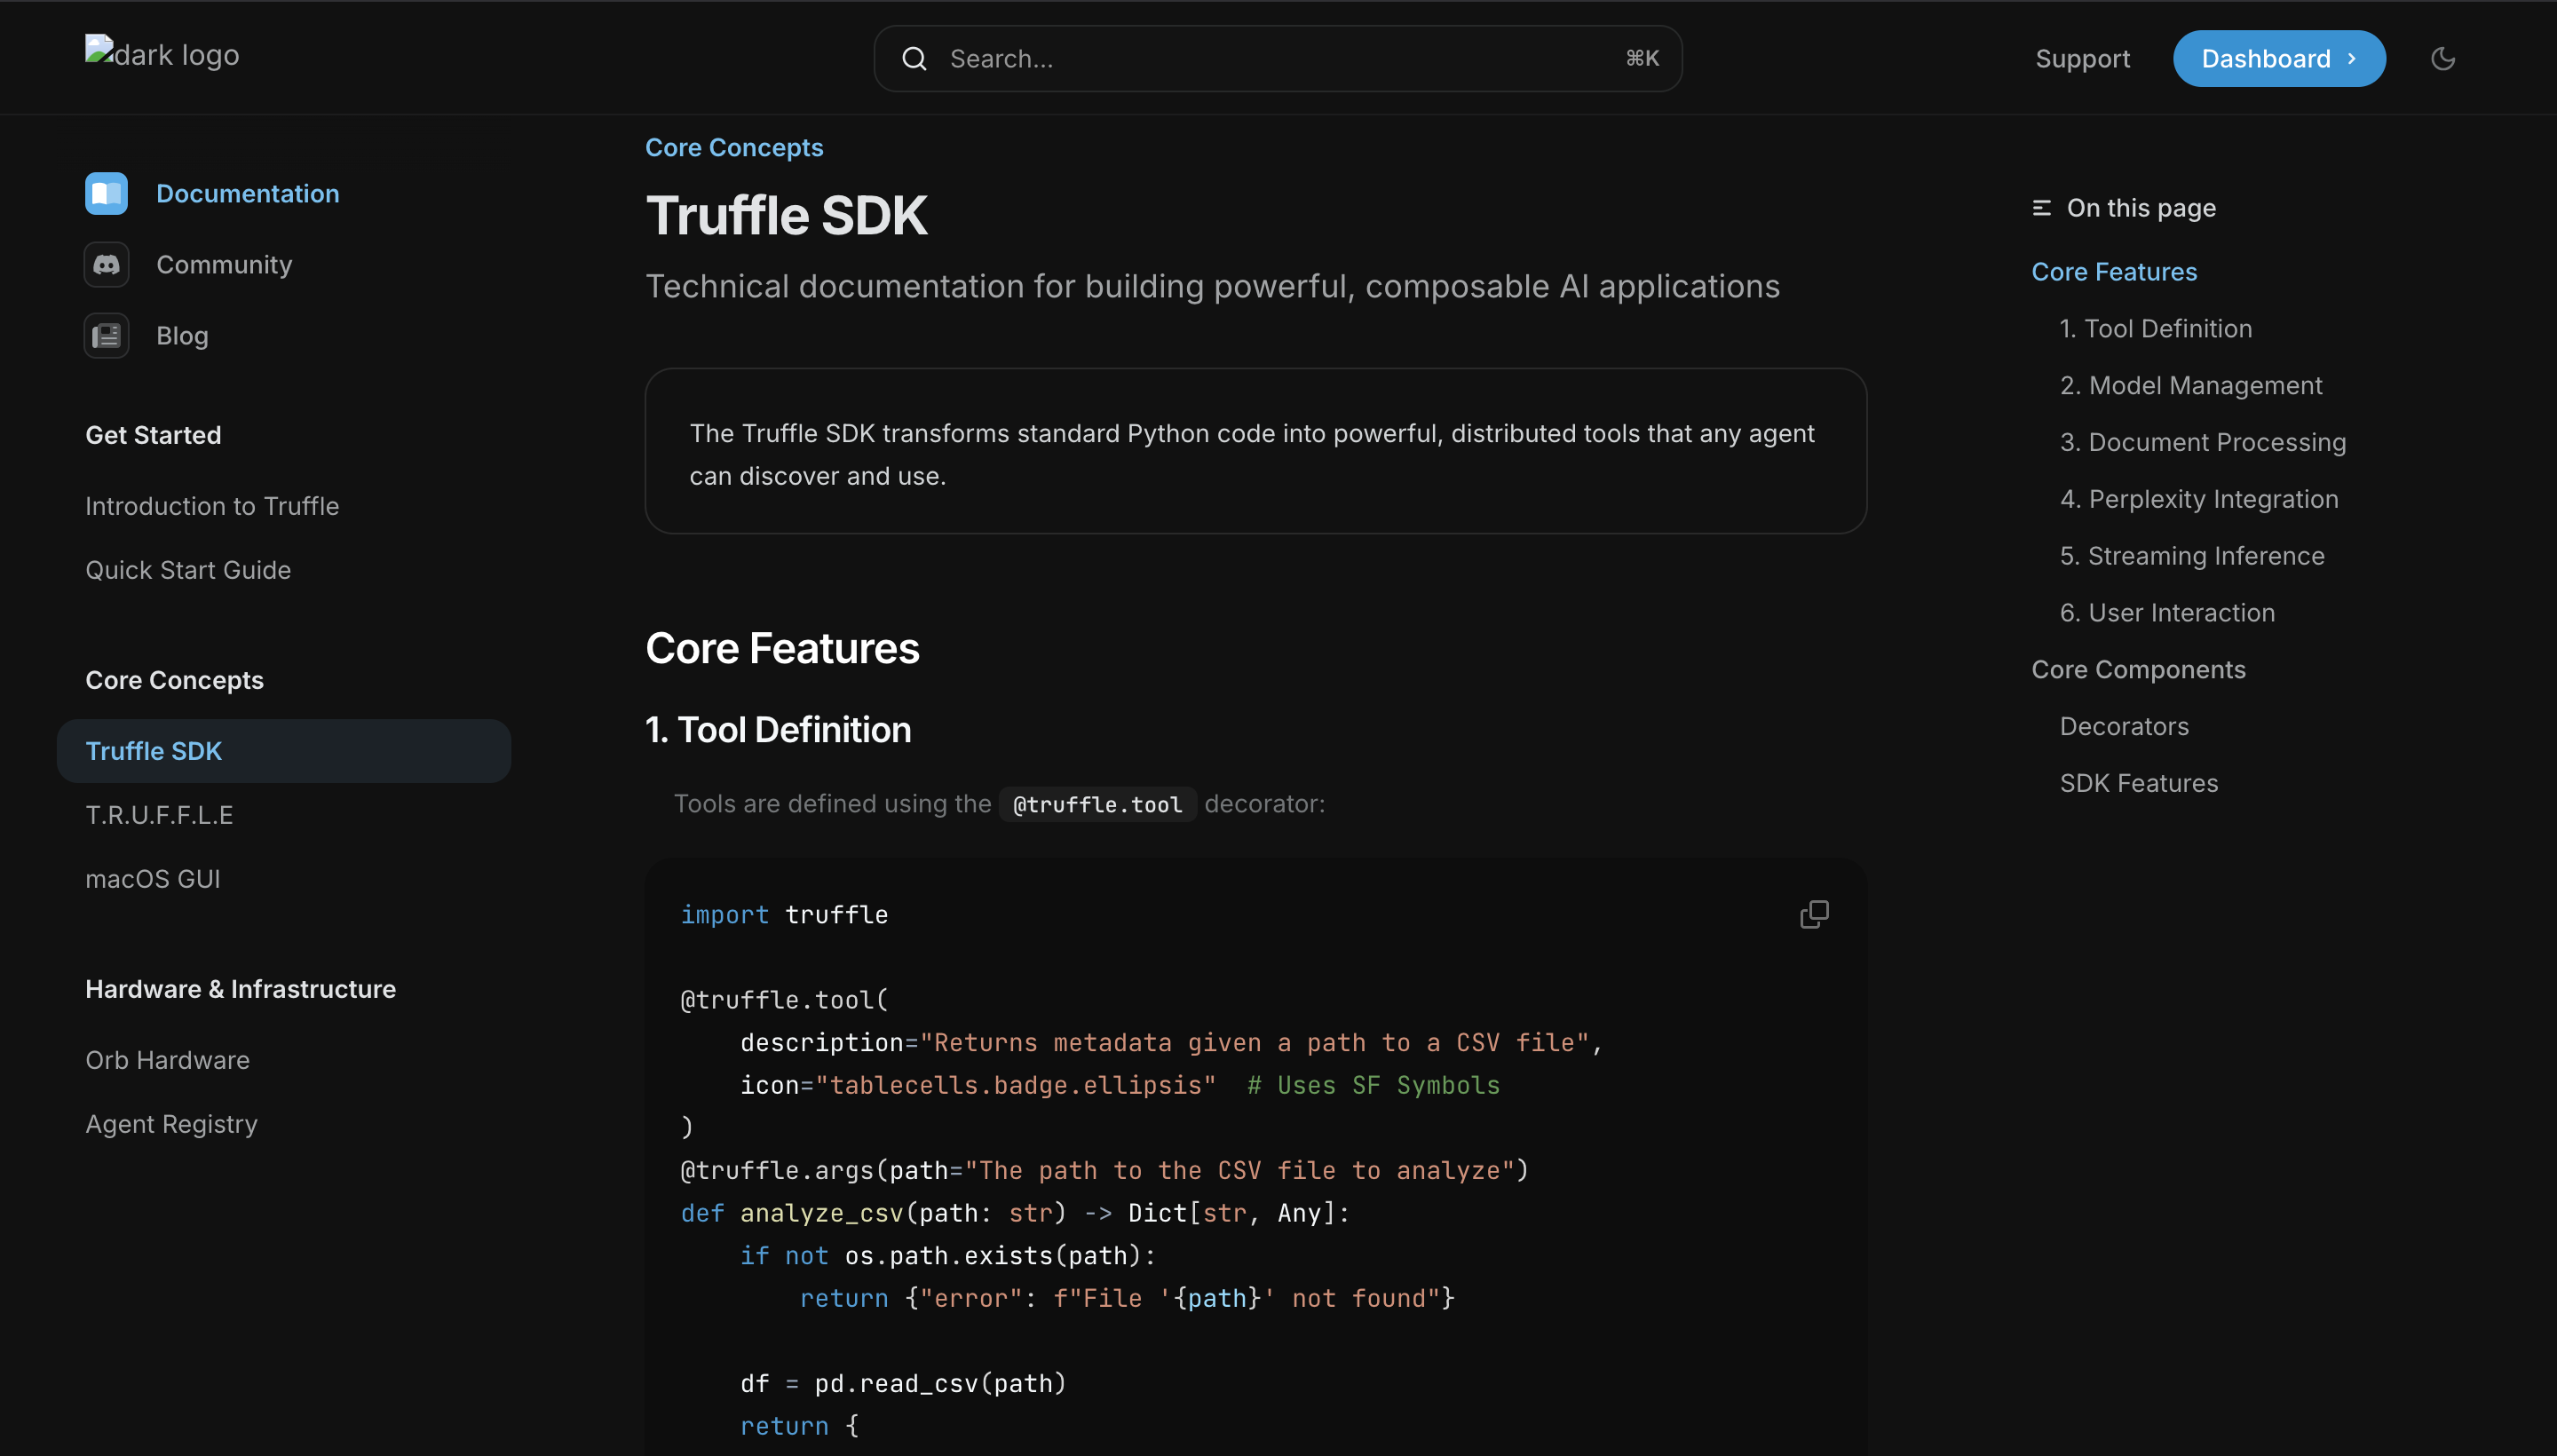 dark logo
Search...
⌘K
Support
Dashboard
Documentation
Community
Blog
Get Started
Introduction to Truffle
Quick Start Guide
Core Concepts
Truffle SDK
T.R.U.F.F.L.E
macOS GUI
Hardware & Infrastructure
Orb Hardware
Agent Registry
Core Concepts
Truffle SDK
Technical documentation for building powerful, composable AI applications
The Truffle SDK transforms standard Python code into powerful, distributed tools that any agent
can discover and use.
Core Features
1. Tool Definition
Tools are defined using the @truffle.tool decorator:
import truffle
@truffle.tool(
    description="Returns metadata given a path to a CSV file",
    icon="tablecells.badge.ellipsis"  # Uses SF Symbols
)
@truffle.args(path="The path to the CSV file to analyze")
def analyze_csv(path: str) -> Dict[str, Any]:
    if not os.path.exists(path):
        return {"error": f"File '{path}' not found"}
    df = pd.read_csv(path)
    return {
On this page
Core Features
1. Tool Definition
2. Model Management
3. Document Processing
4. Perplexity Integration
5. Streaming Inference
6. User Interaction
Core Components
Decorators
SDK Features